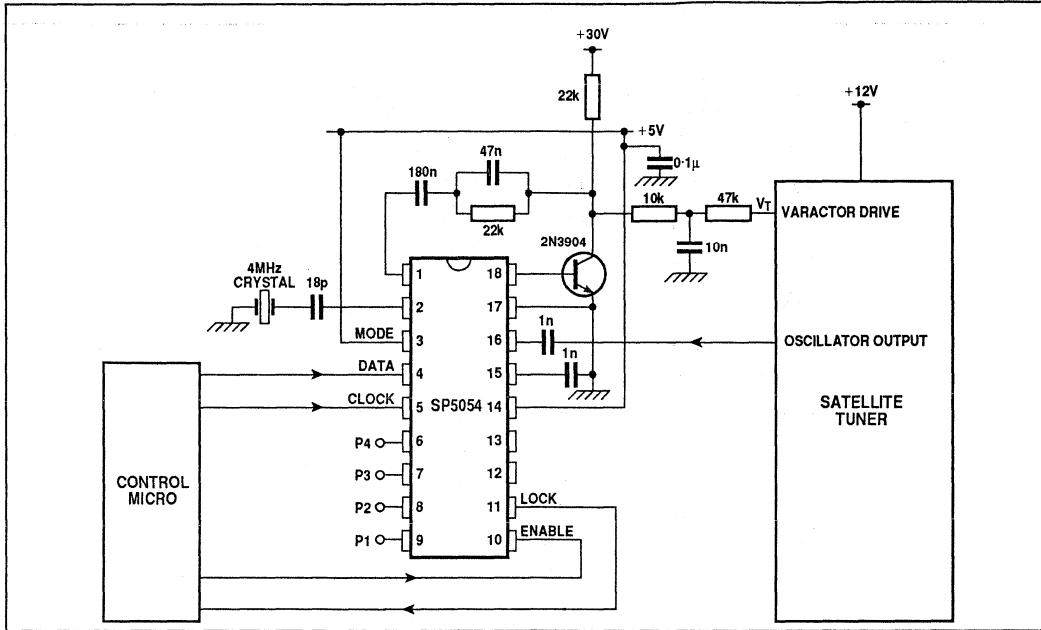 +30V
22k
+5V
+12V
0·1µ
47n
180n
22k
10k
47k
VT
VARACTOR DRIVE
10n
2N3904
4MHz
CRYSTAL
18p
1
18
2
17
MODE
3
16
1n
OSCILLATOR OUTPUT
DATA
4
15
1n
CLOCK
5
SP5054
14
SATELLITE
TUNER
P4
6
13
P3
7
12
CONTROL
MICRO
P2
8
11
LOCK
P1
9
10
ENABLE